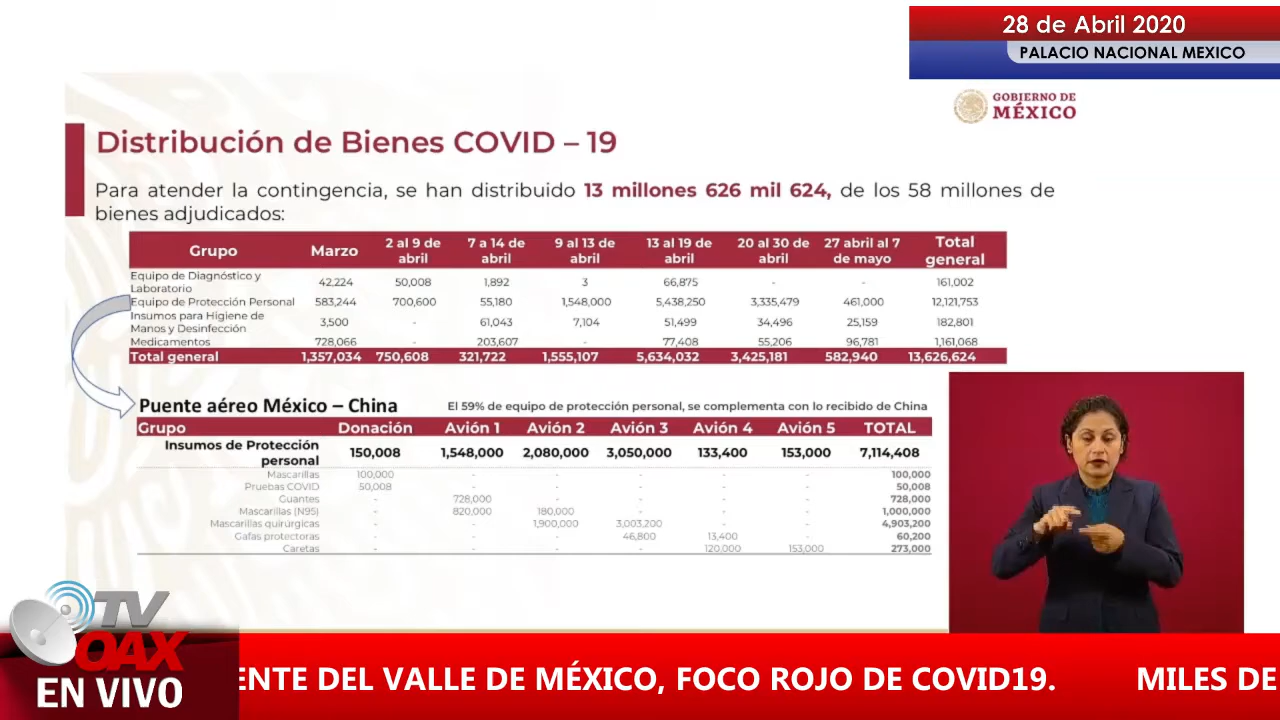 28 de Abril 2020
PALACIO NACIONAL MEXICO
GOBIERNO DE
MÉXICO
Distribución de Bienes COVID – 19
Para atender la contingencia, se han distribuido 13 millones 626 mil 624, de los 58 millones de
bienes adjudicados:
Grupo Marzo 2 al 9 de abril 7 a 14 de abril 9 al 13 de abril 13 al 19 de abril 20 al 30 de abril 27 abril al 7 de mayo Total general
Equipo de Diagnóstico y Laboratorio 42,224 50,008 1,892 3 66,875 - - 161,002
Equipo de Protección Personal 583,244 700,600 55,180 1,548,000 5,438,250 3,335,479 461,000 12,121,753
Insumos para Higiene de Manos y Desinfección 3,500 - 61,043 7,104 51,499 34,496 25,159 182,801
Medicamentos 728,066 - 203,607 - 77,408 55,206 96,781 1,161,068
Total general 1,357,034 750,608 321,722 1,555,107 5,634,032 3,425,181 582,940 13,626,624
Puente aéreo México – China El 59% de equipo de protección personal, se complementa con lo recibido de China
Grupo Donación Avión 1 Avión 2 Avión 3 Avión 4 Avión 5 TOTAL
Insumos de Protección personal 150,008 1,548,000 2,080,000 3,050,000 133,400 153,000 7,114,408
Mascarillas 100,000 - - - - - 100,000
Pruebas COVID 50,008 - - - - - 50,008
Guantes - 728,000 - - - - 728,000
Mascarillas (N95) - 820,000 180,000 - - - 1,000,000
Mascarillas quirúrgicas - - 1,900,000 3,003,200 - - 4,903,200
Gafas protectoras - - - 46,800 13,400 - 60,200
Caretas - - - - 120,000 153,000 273,000
TV
OAX
EN VIVO
ENTE DEL VALLE DE MÉXICO, FOCO ROJO DE COVID19. MILES DE